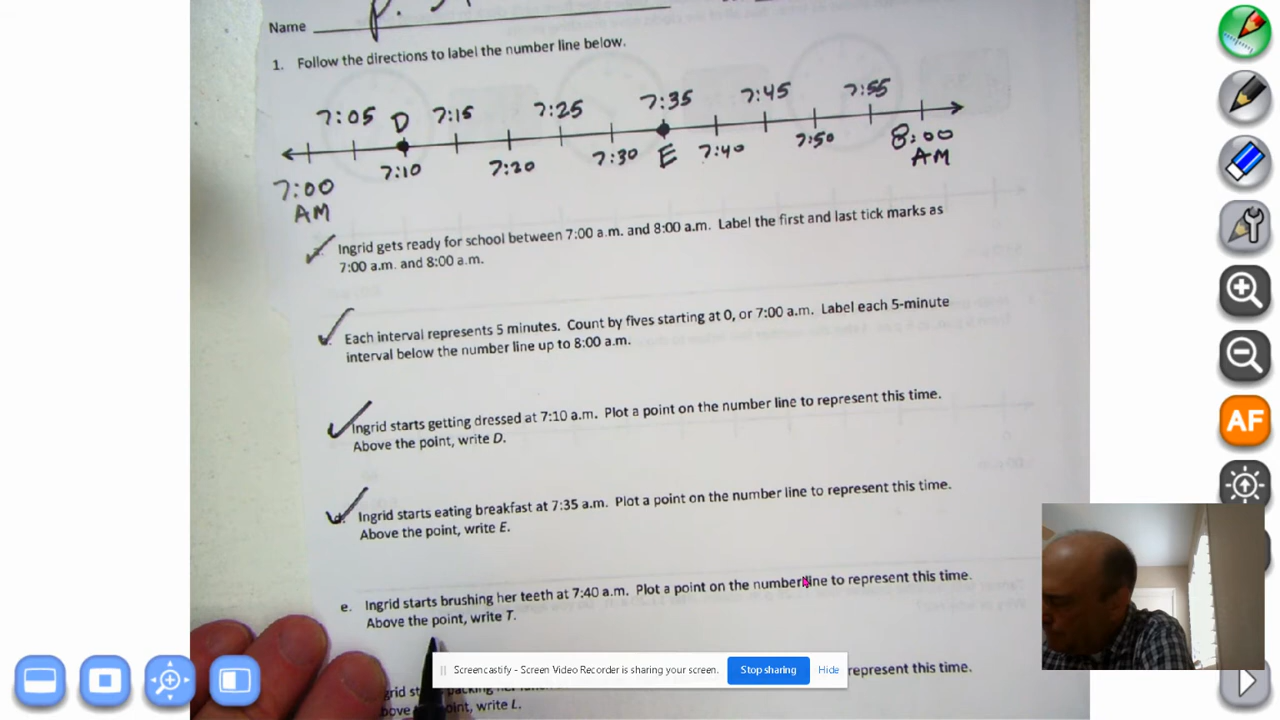 Name
1. Follow the directions to label the number line below.
7:05 D 7:15 7:25 7:35 7:45 7:55
7:00 AM 7:10 7:20 7:30 E 7:40 7:50 8:00 AM
Ingrid gets ready for school between 7:00 a.m. and 8:00 a.m. Label the first and last tick marks as
7:00 a.m. and 8:00 a.m.
Each interval represents 5 minutes. Count by fives starting at 0, or 7:00 a.m. Label each 5-minute
interval below the number line up to 8:00 a.m.
Ingrid starts getting dressed at 7:10 a.m. Plot a point on the number line to represent this time.
Above the point, write D.
d. Ingrid starts eating breakfast at 7:35 a.m. Plot a point on the number line to represent this time.
Above the point, write E.
e. Ingrid starts brushing her teeth at 7:40 a.m. Plot a point on the number line to represent this time.
Above the point, write T.
Screencastify - Screen Video Recorder is sharing your screen. Stop sharing Hide
represent this time.
write L.
AF